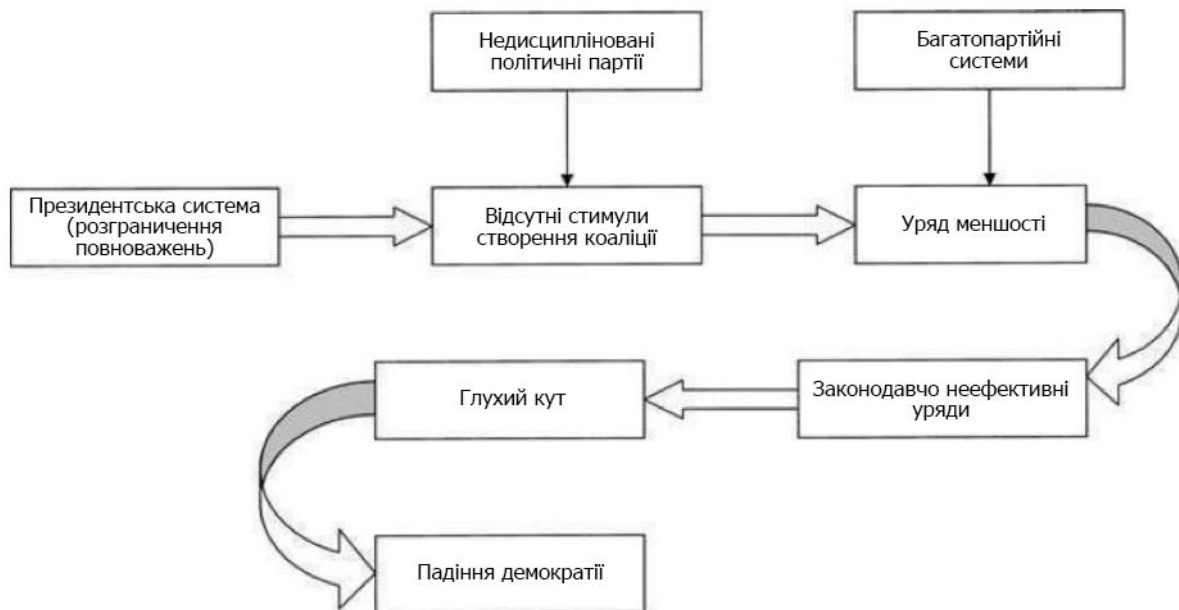 Недисципліновані
політичні партії
Багатопартійні
системи
Президентська система
(розграничення
повноважень)
Відсутні стимули
створення коаліції
Уряд меншості
Глухий кут
Законодавчо неефективні
уряди
Падіння демократії